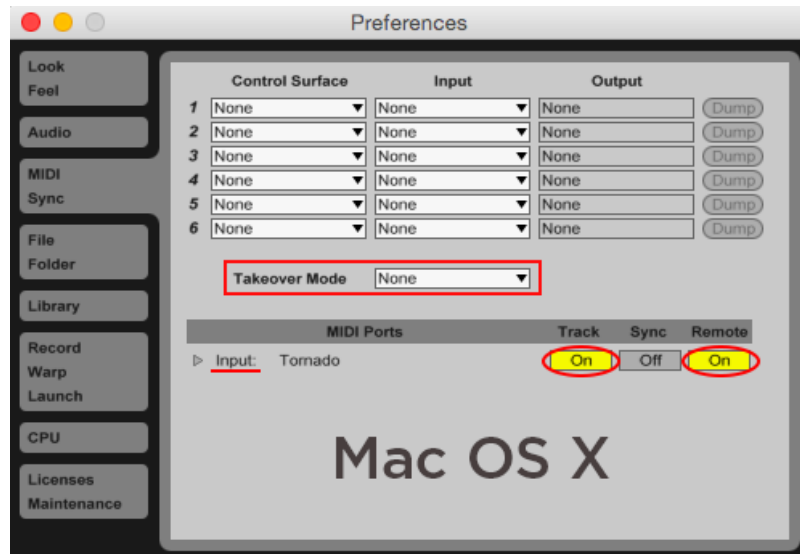 Preferences
Look
Feel
Audio
MIDI
Sync
File
Folder
Library
Record
Warp
Launch
CPU
Licenses
Maintenance
Control Surface Input Output
1 None None None Dump
2 None None None Dump
3 None None None Dump
4 None None None Dump
5 None None None Dump
6 None None None Dump
Takeover Mode None
MIDI Ports Track Sync Remote
Input: Tornado On Off On
Mac OS X